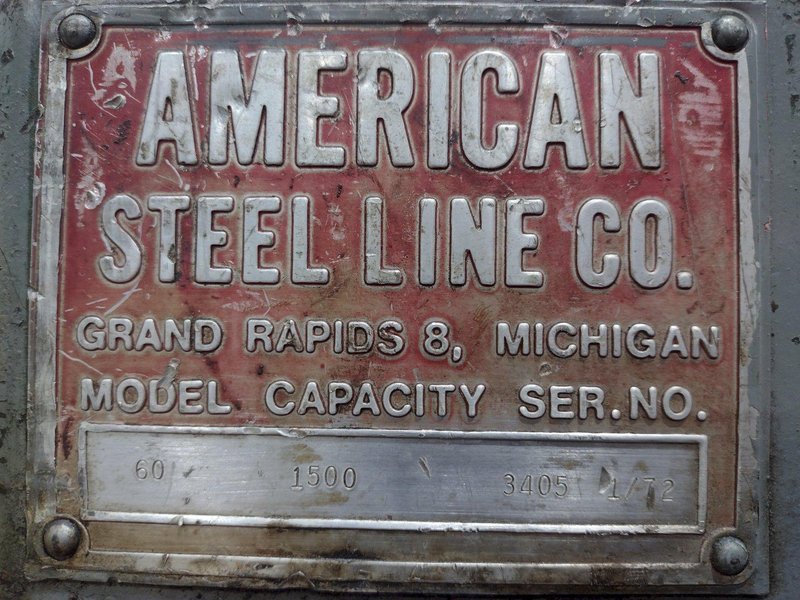 AMERICAN
STEEL LINE CO.
GRAND RAPIDS 8, MICHIGAN
MODEL CAPACITY SER. NO.
60 1500 3405 1/72